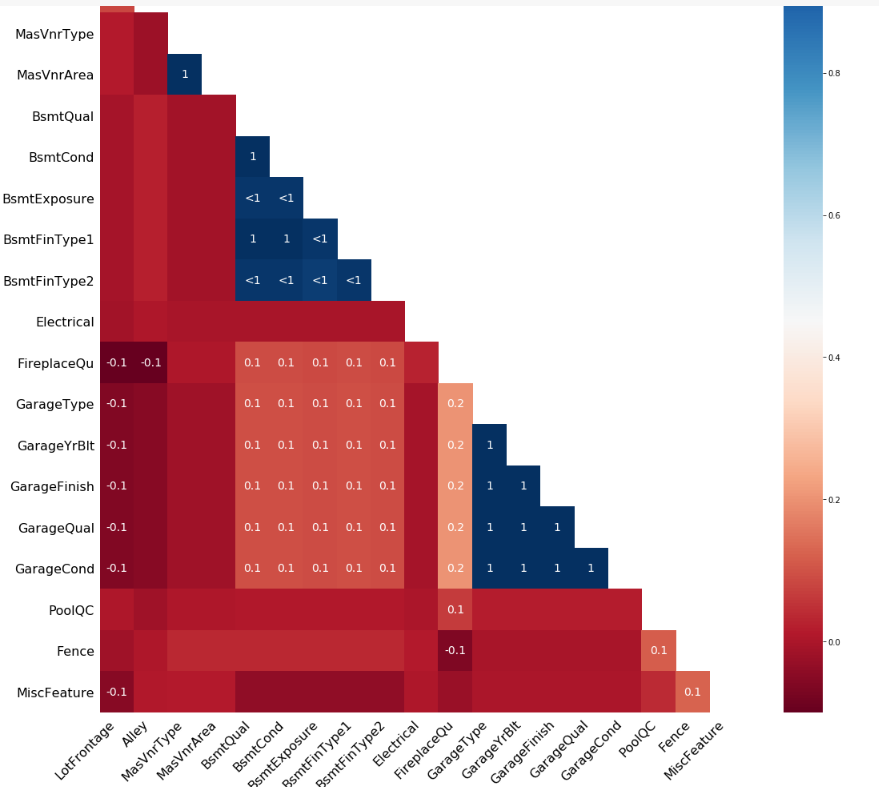 MasVnrType
MasVnrArea 1
BsmtQual
BsmtCond 1
BsmtExposure <1 <1
BsmtFinType1 1 1 <1
BsmtFinType2 <1 <1 <1 <1
Electrical
FireplaceQu -0.1 -0.1 0.1 0.1 0.1 0.1 0.1
GarageType -0.1 0.1 0.1 0.1 0.1 0.1 0.2
GarageYrBlt -0.1 0.1 0.1 0.1 0.1 0.1 0.2 1
GarageFinish -0.1 0.1 0.1 0.1 0.1 0.1 0.2 1 1
GarageQual -0.1 0.1 0.1 0.1 0.1 0.1 0.2 1 1 1
GarageCond -0.1 0.1 0.1 0.1 0.1 0.1 0.2 1 1 1 1
PoolQC 0.1
Fence -0.1 0.1
MiscFeature -0.1 0.1
LotFrontage
Alley
MasVnrType
MasVnrArea
BsmtQual
BsmtCond
BsmtExposure
BsmtFinType1
BsmtFinType2
Electrical
FireplaceQu
GarageType
GarageYrBlt
GarageFinish
GarageQual
GarageCond
PoolQC
Fence
MiscFeature
0.8
0.6
0.4
0.2
0.0